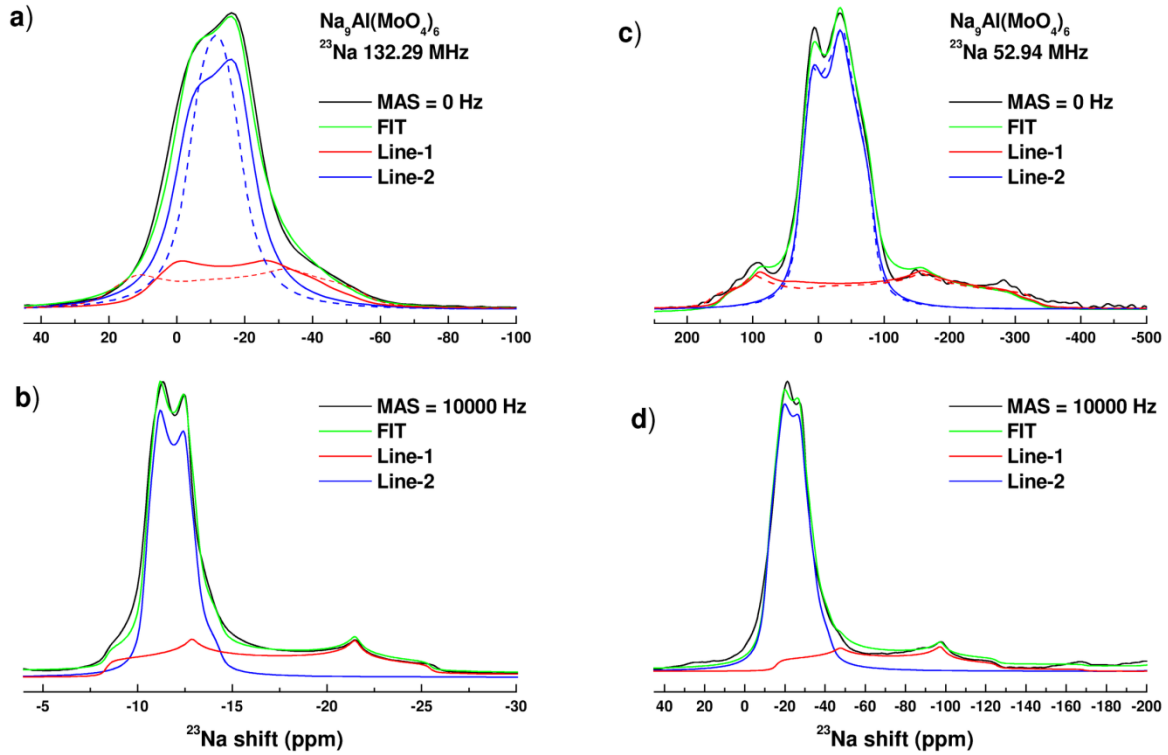 a)
Na9Al(MoO4)6
23Na 132.29 MHz
MAS = 0 Hz
FIT
Line-1
Line-2
40 20 0 -20 -40 -60 -80 -100
b)
MAS = 10000 Hz
FIT
Line-1
Line-2
-5 -10 -15 -20 -25 -30
23Na shift (ppm)
c)
Na9Al(MoO4)6
23Na 52.94 MHz
MAS = 0 Hz
FIT
Line-1
Line-2
200 100 0 -100 -200 -300 -400 -500
d)
MAS = 10000 Hz
FIT
Line-1
Line-2
40 20 0 -20 -40 -60 -80 -100 -120 -140 -160 -180 -200
23Na shift (ppm)